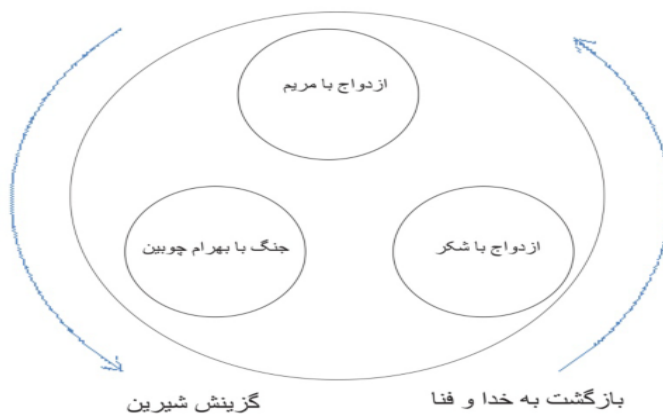 ازدواج با مریم
جنگ با بهرام چوبین
ازدواج با شکر
بازگشت به خدا و فنا
گزینش شیرین